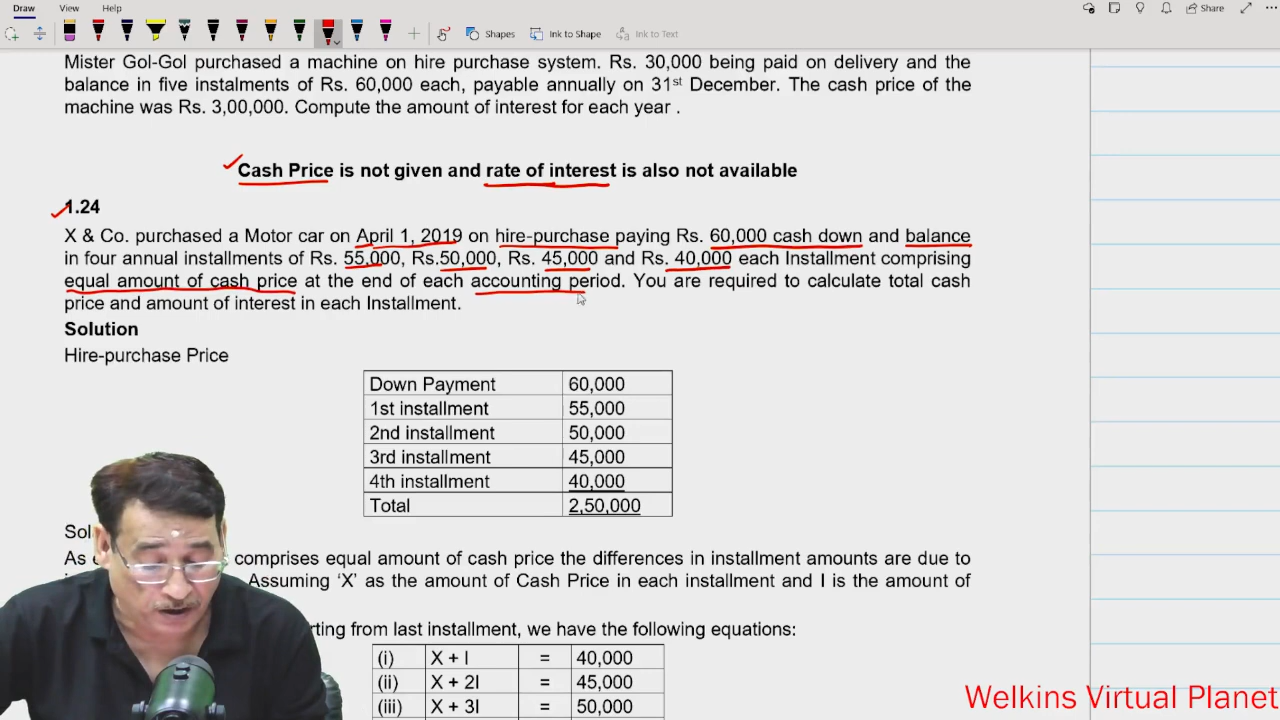 Draw View Help
Shapes Ink to Shape Ink to Text Share
Mister Gol-Gol purchased a machine on hire purchase system. Rs. 30,000 being paid on delivery and the
balance in five instalments of Rs. 60,000 each, payable annually on 31st December. The cash price of the
machine was Rs. 3,00,000. Compute the amount of interest for each year .
Cash Price is not given and rate of interest is also not available
1.24
X & Co. purchased a Motor car on April 1, 2019 on hire-purchase paying Rs. 60,000 cash down and balance
in four annual installments of Rs. 55,000, Rs.50,000, Rs. 45,000 and Rs. 40,000 each Installment comprising
equal amount of cash price at the end of each accounting period. You are required to calculate total cash
price and amount of interest in each Installment.
Solution
Hire-purchase Price
Down Payment 60,000
1st installment 55,000
2nd installment 50,000
3rd installment 45,000
4th installment 40,000
Total 2,50,000
Sol
As comprises equal amount of cash price the differences in installment amounts are due to
Assuming ‘X’ as the amount of Cash Price in each installment and I is the amount of
rting from last installment, we have the following equations:
(i) X + I = 40,000
(ii) X + 2I = 45,000
(iii) X + 3I = 50,000
Welkins Virtual Planet